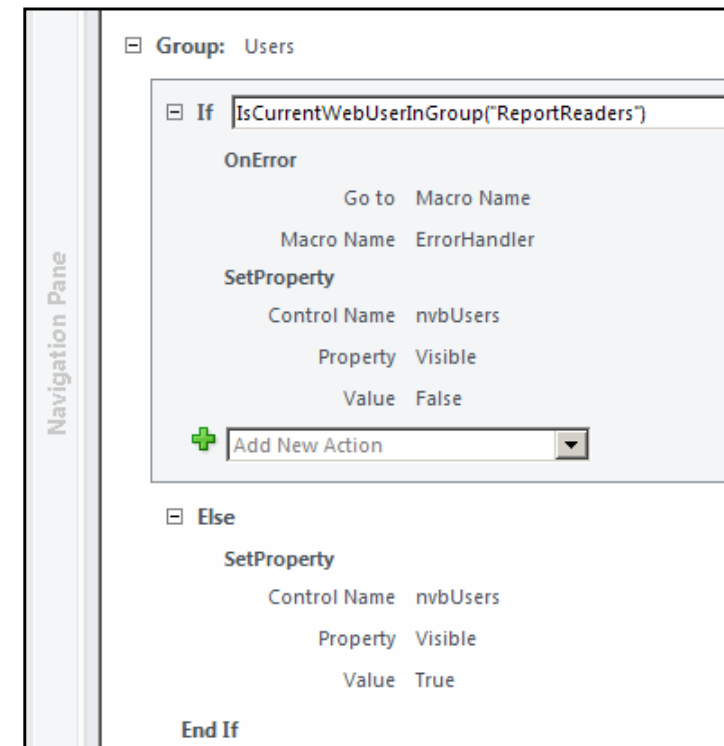 Navigation Pane
Group: Users
If IsCurrentWebUserInGroup("ReportReaders")
OnError
Go to Macro Name
Macro Name ErrorHandler
SetProperty
Control Name nvbUsers
Property Visible
Value False
Add New Action
Else
SetProperty
Control Name nvbUsers
Property Visible
Value True
End If